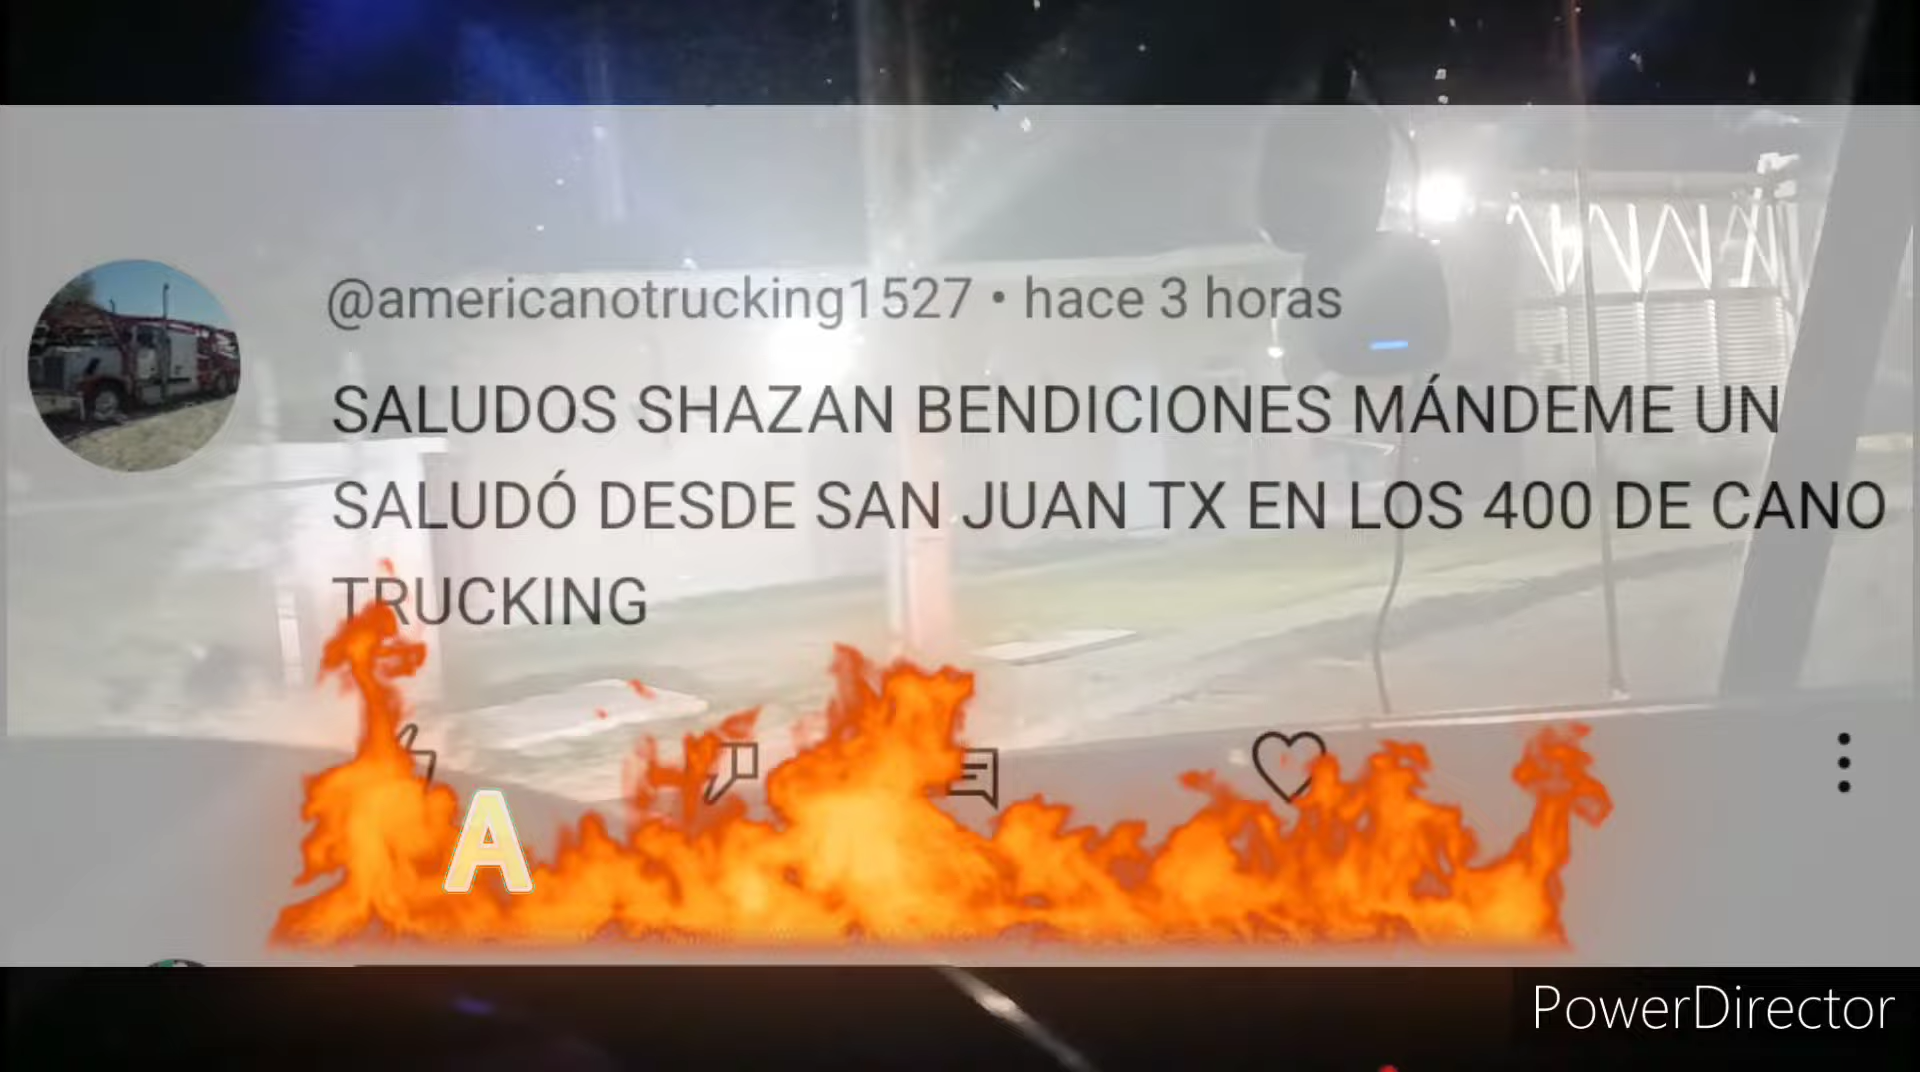 @americanotrucking1527 • hace 3 horas
SALUDOS SHAZAN BENDICIONES MÁNDEME UN
SALUDÓ DESDE SAN JUAN TX EN LOS 400 DE CANO
TRUCKING
A
PowerDirector